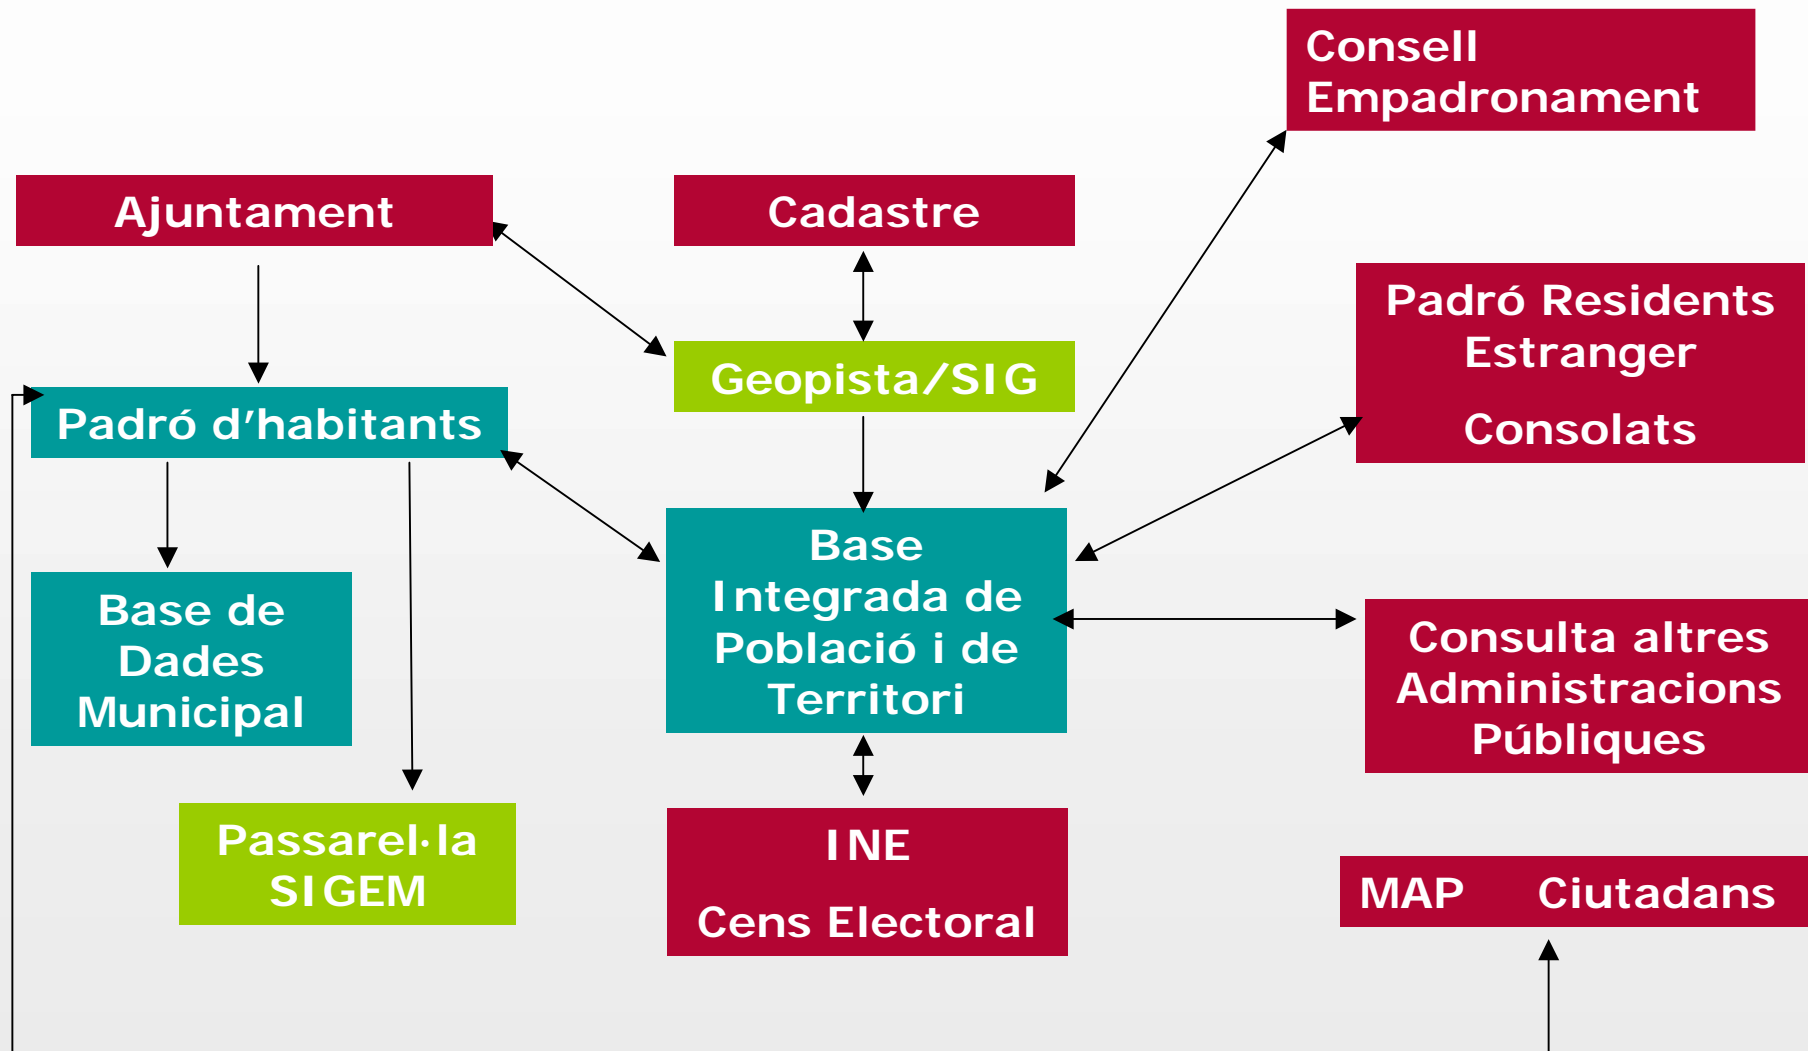 Consell
Empadronament
Ajuntament
Cadastre
Padró Residents
Estranger
Consolats
Geopista/SIG
Padró d'habitants
Base
Integrada de
Població i de
Territori
Base de
Dades
Municipal
Consulta altres
Administracions
Públiques
Passarel·la
SIGEM
INE
Cens Electoral
MAP Ciutadans